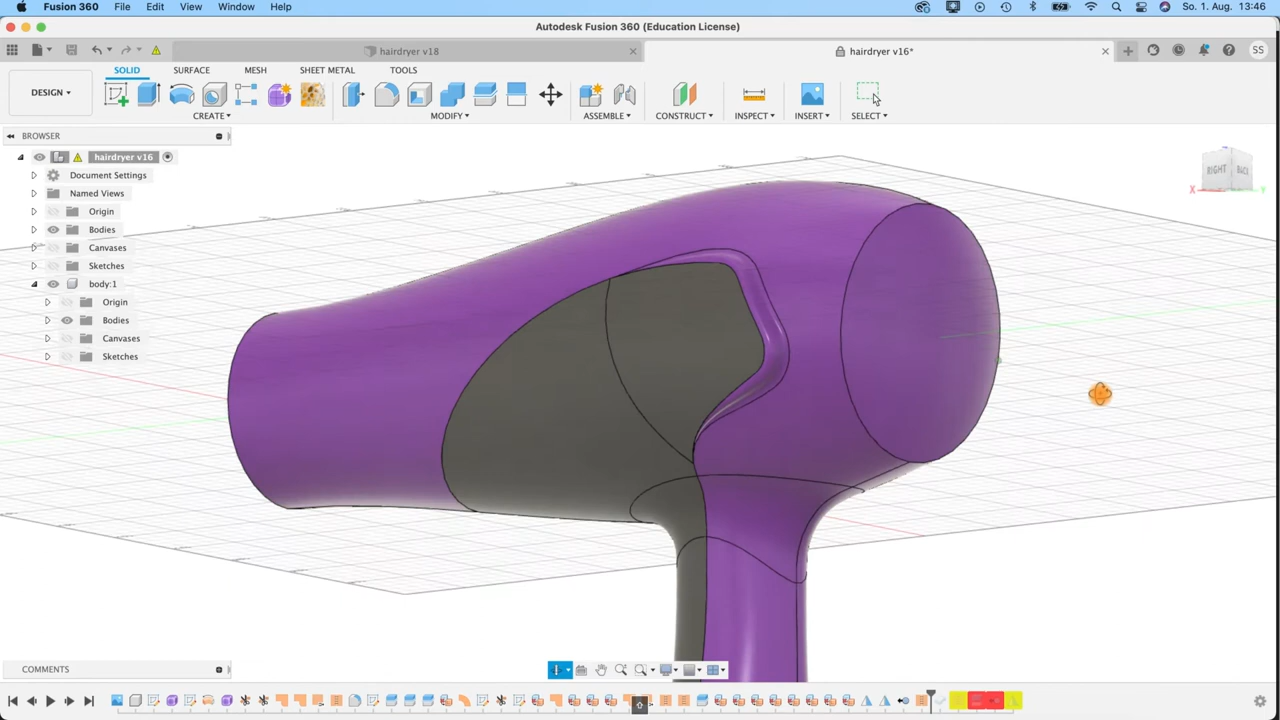 Fusion 360 File Edit View Window Help So. 1. Aug. 13:46
Autodesk Fusion 360 (Education License)
hairdryer v18 hairdryer v16* SS
SOLID SURFACE MESH SHEET METAL TOOLS
DESIGN
CREATE MODIFY ASSEMBLE CONSTRUCT INSPECT INSERT SELECT
BROWSER
hairdryer v16
Document Settings
Named Views
Origin
Bodies
Canvases
Sketches
body:1
Origin
Bodies
Canvases
Sketches
RIGHT BACK
X Y
COMMENTS